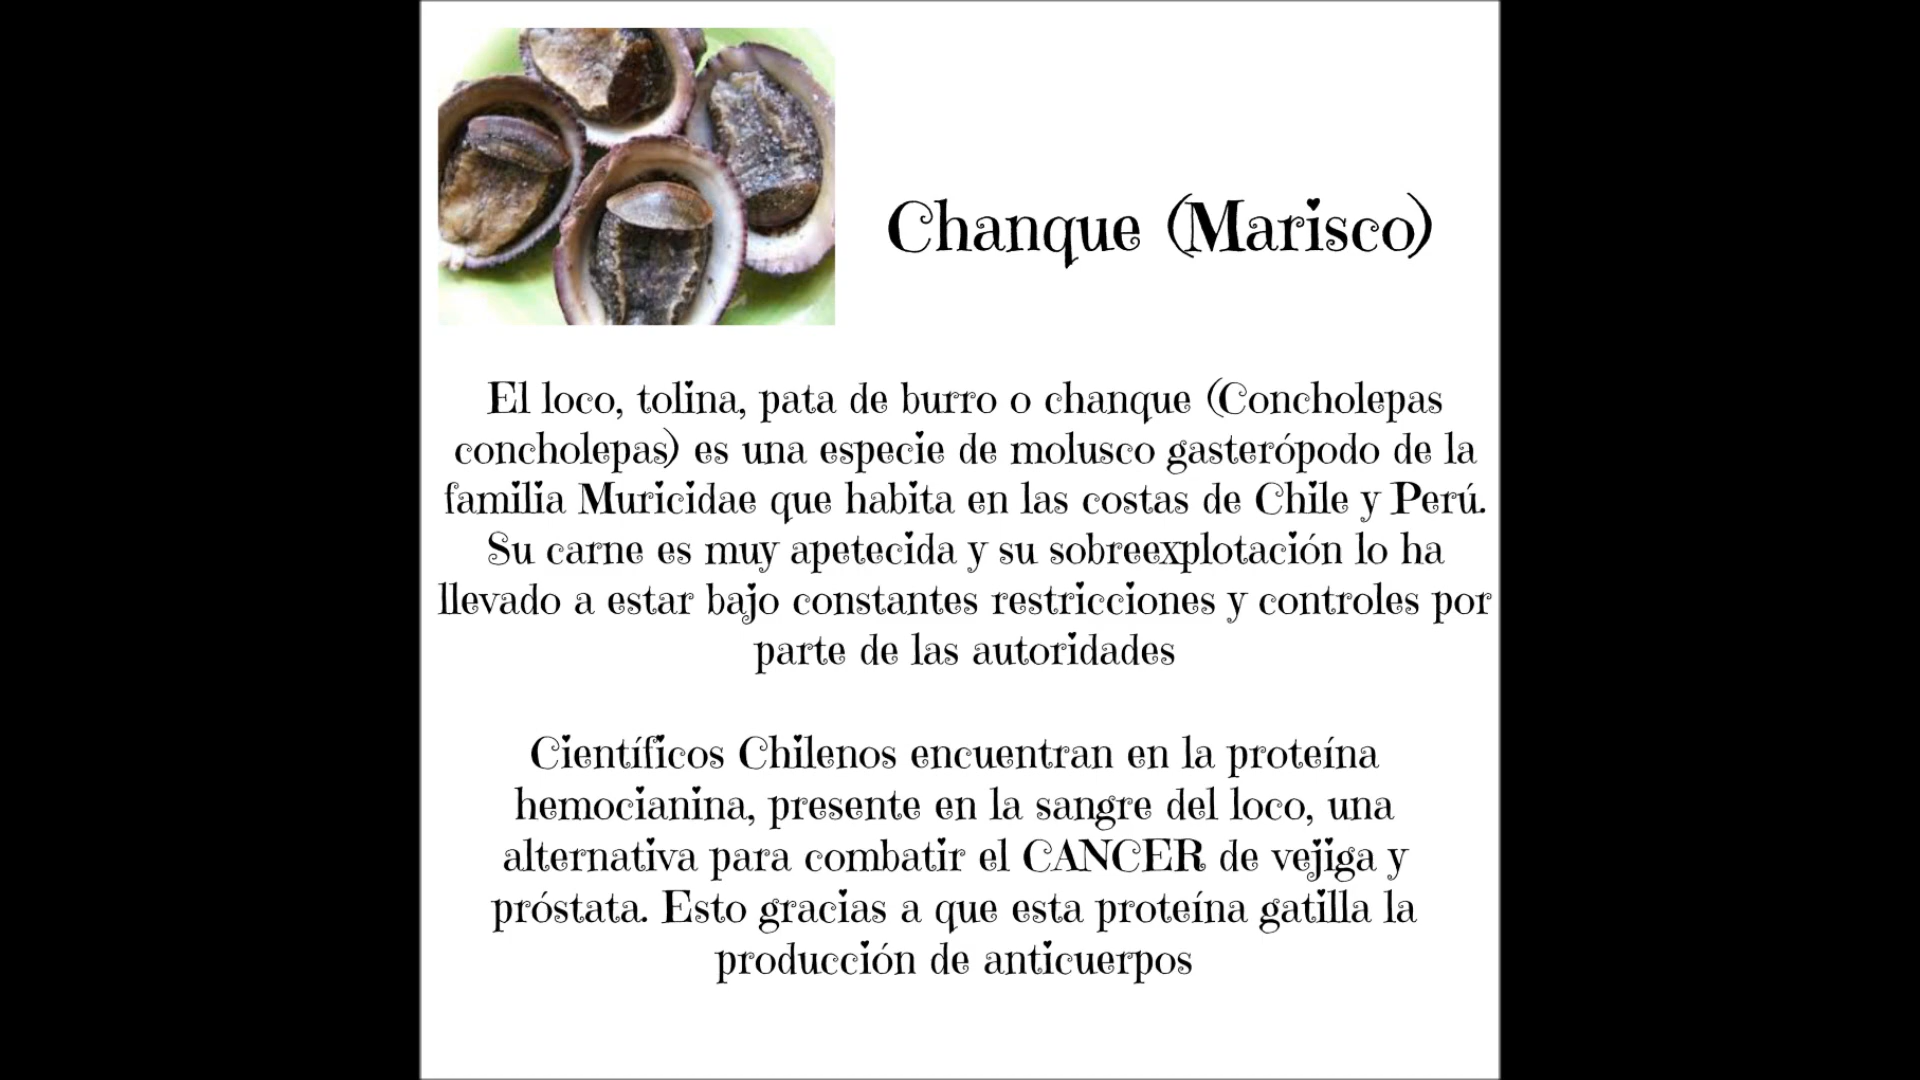 Chanque (Marisco)
El loco, tolina, pata de burro o chanque (Concholepas
concholepas) es una especie de molusco gasterópodo de la
familia Muricidae que habita en las costas de Chile y Perú.
Su carne es muy apetecida y su sobreexplotación lo ha
llevado a estar bajo constantes restricciones y controles por
parte de las autoridades
Científicos Chilenos encuentran en la proteína
hemocianina, presente en la sangre del loco, una
alternativa para combatir el CANCER de vejiga y
próstata. Esto gracias a que esta proteína gatilla la
producción de anticuerpos